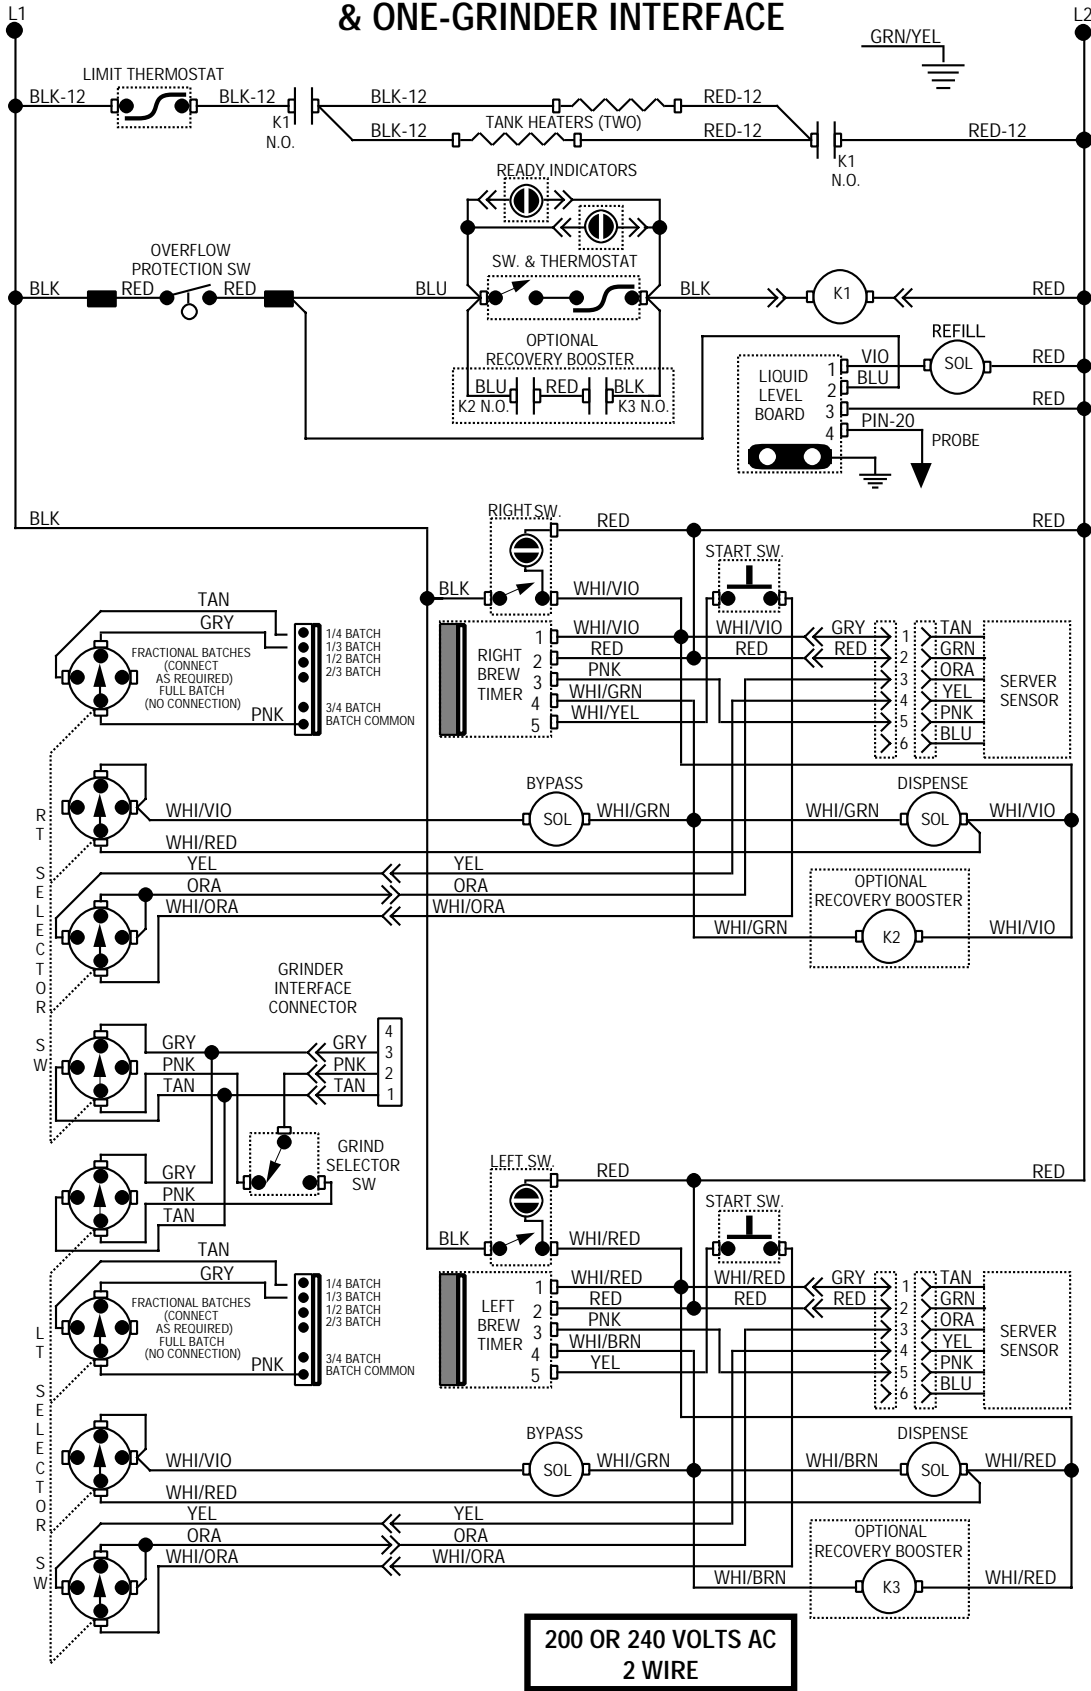 & ONE-GRINDER INTERFACE
L1
L2
GRN/YEL
LIMIT THERMOSTAT
BLK-12
BLK-12
BLK-12
RED-12
K1
N.O.
BLK-12
TANK HEATERS (TWO)
RED-12
RED-12
K1
N.O.
READY INDICATORS
OVERFLOW
PROTECTION SW
SW. & THERMOSTAT
BLK
RED
RED
BLU
BLK
K1
RED
OPTIONAL
RECOVERY BOOSTER
BLU
RED
BLK
K2 N.O.
K3 N.O.
REFILL
LIQUID
LEVEL
BOARD
1
2
3
4
VIO
BLU
SOL
RED
RED
PIN-20
PROBE
BLK
RIGHT SW.
RED
RED
START SW.
BLK
WHI/VIO
TAN
GRY
FRACTIONAL BATCHES
(CONNECT
AS REQUIRED)
FULL BATCH
(NO CONNECTION)
PNK
1/4 BATCH
1/3 BATCH
1/2 BATCH
2/3 BATCH
3/4 BATCH
BATCH COMMON
RIGHT
BREW
TIMER
1
2
3
4
5
WHI/VIO
RED
PNK
WHI/GRN
WHI/YEL
WHI/VIO
RED
GRY
RED
1
2
3
4
5
6
TAN
GRN
ORA
YEL
PNK
BLU
SERVER
SENSOR
RT SELECTOR SW
BYPASS
DISPENSE
WHI/VIO
SOL
WHI/GRN
WHI/GRN
SOL
WHI/VIO
WHI/RED
YEL
YEL
ORA
ORA
WHI/ORA
WHI/ORA
OPTIONAL
RECOVERY BOOSTER
WHI/GRN
K2
WHI/VIO
GRINDER
INTERFACE
CONNECTOR
GRY
PNK
TAN
GRY
PNK
TAN
4
3
2
1
GRIND
SELECTOR
SW
GRY
PNK
TAN
LEFT SW.
RED
RED
START SW.
BLK
WHI/RED
TAN
GRY
FRACTIONAL BATCHES
(CONNECT
AS REQUIRED)
FULL BATCH
(NO CONNECTION)
PNK
1/4 BATCH
1/3 BATCH
1/2 BATCH
2/3 BATCH
3/4 BATCH
BATCH COMMON
LEFT
BREW
TIMER
1
2
3
4
5
WHI/RED
RED
PNK
WHI/BRN
YEL
WHI/RED
RED
GRY
RED
1
2
3
4
5
6
TAN
GRN
ORA
YEL
PNK
BLU
SERVER
SENSOR
LT SELECTOR SW
BYPASS
DISPENSE
WHI/VIO
SOL
WHI/GRN
WHI/BRN
SOL
WHI/RED
WHI/RED
YEL
YEL
ORA
ORA
WHI/ORA
WHI/ORA
OPTIONAL
RECOVERY BOOSTER
WHI/BRN
K3
WHI/RED
200 OR 240 VOLTS AC
2 WIRE